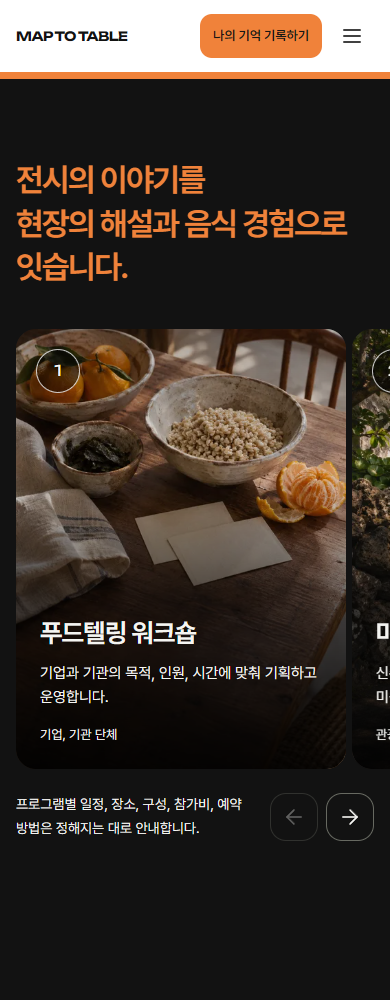 MAP TO TABLE
나의 기억 기록하기
전시의 이야기를
현장의 해설과 음식 경험으로
잇습니다.
1
푸드텔링 워크숍
기업과 기관의 목적, 인원, 시간에 맞춰 기획하고
운영합니다.
기업, 기관 단체
프로그램별 일정, 장소, 구성, 참가비, 예약
방법은 정해지는 대로 안내합니다.